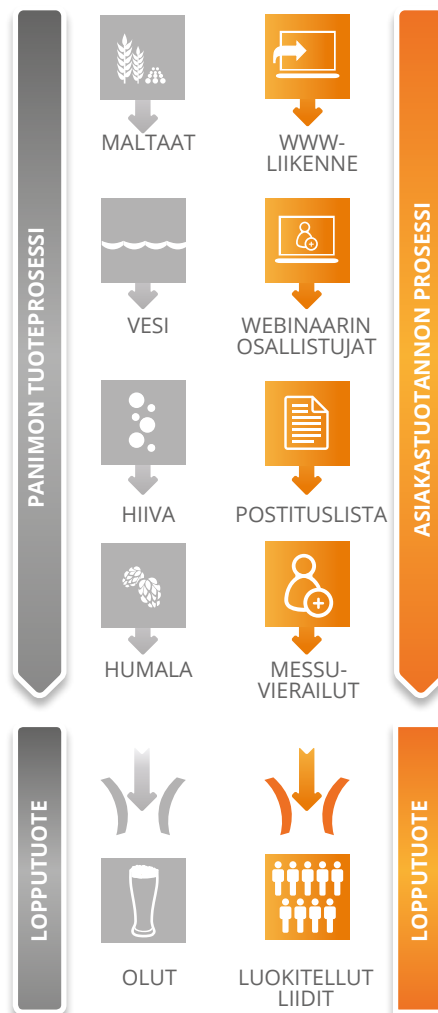 PANIMON TUOTEPROSESSI
MALTAAT
VESI
HIIVA
HUMALA
WWW-
LIIKENNE
WEBINAARIN
OSALLISTUJAT
POSTITUSLISTA
MESSU-
VIERAILUT
ASIAKASTUOTANNON PROSESSI
LOPPUTUOTE
OLUT
LUOKITELLUT
LIIDIT
LOPPUTUOTE